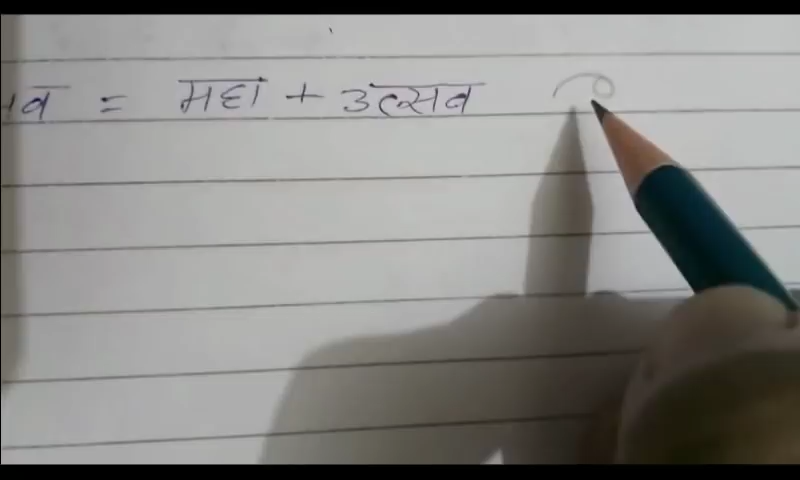 व = महा + उत्सव